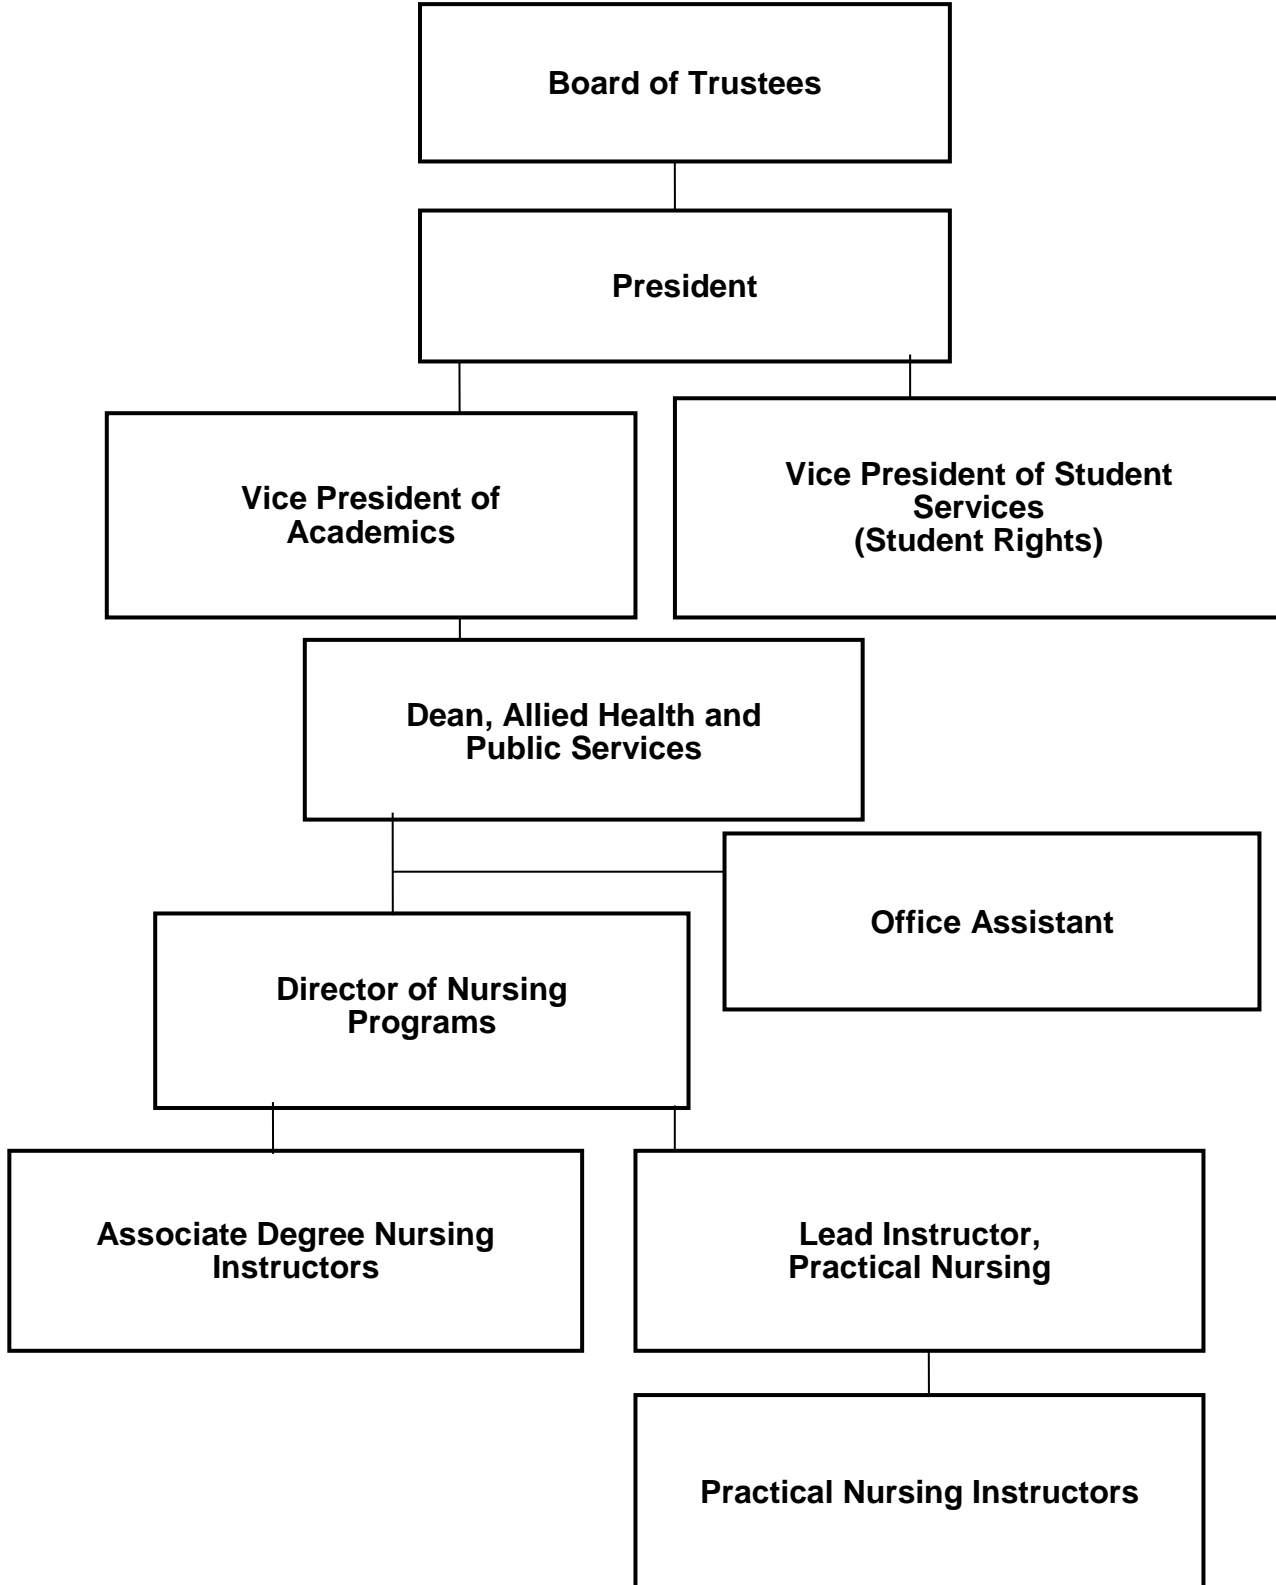 Board of Trustees
President
Vice President of
Academics
Vice President of Student
Services
(Student Rights)
Dean, Allied Health and
Public Services
Office Assistant
Director of Nursing
Programs
Associate Degree Nursing
Instructors
Lead Instructor,
Practical Nursing
Practical Nursing Instructors